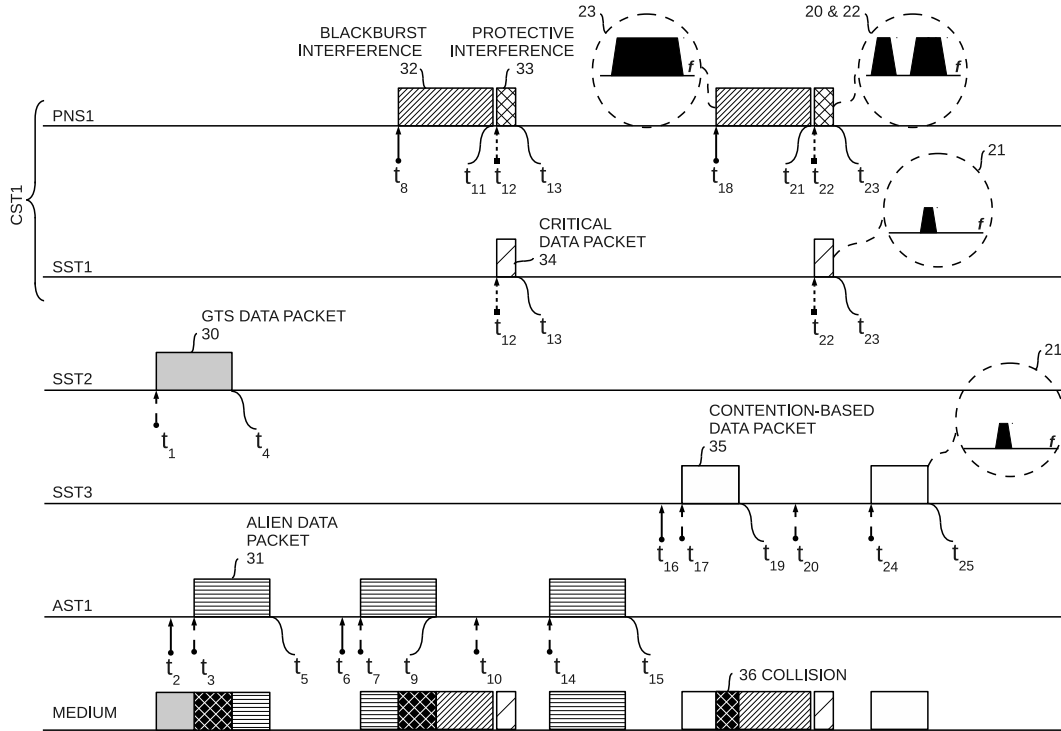 23
20 & 22
BLACKBURST
INTERFERENCE
32
PROTECTIVE
INTERFERENCE
33
f
f
PNS1
t8
t11
t12
t13
t18
t21
t22
t23
21
f
CST1
CRITICAL
DATA PACKET
34
SST1
t12
t13
t22
t23
GTS DATA PACKET
30
21
SST2
f
t1
t4
CONTENTION-BASED
DATA PACKET
35
SST3
t16
t17
t19
t20
t24
t25
ALIEN DATA
PACKET
31
AST1
t2
t3
t5
t6
t7
t9
t10
t14
t15
36 COLLISION
MEDIUM